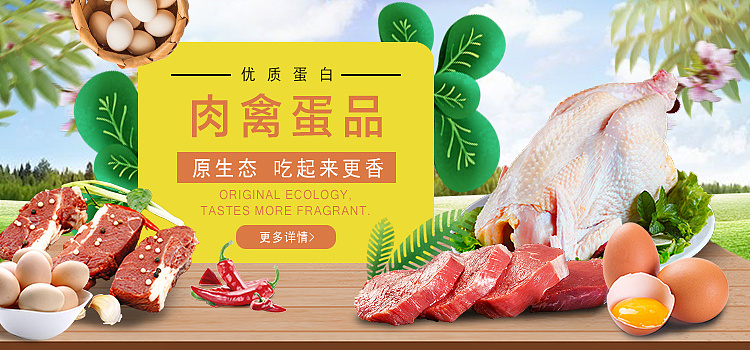 优质蛋白
肉禽蛋品
原生态 吃起来更香
ORIGINAL ECOLOGY,
TASTES MORE FRAGRANT.
更多详情>